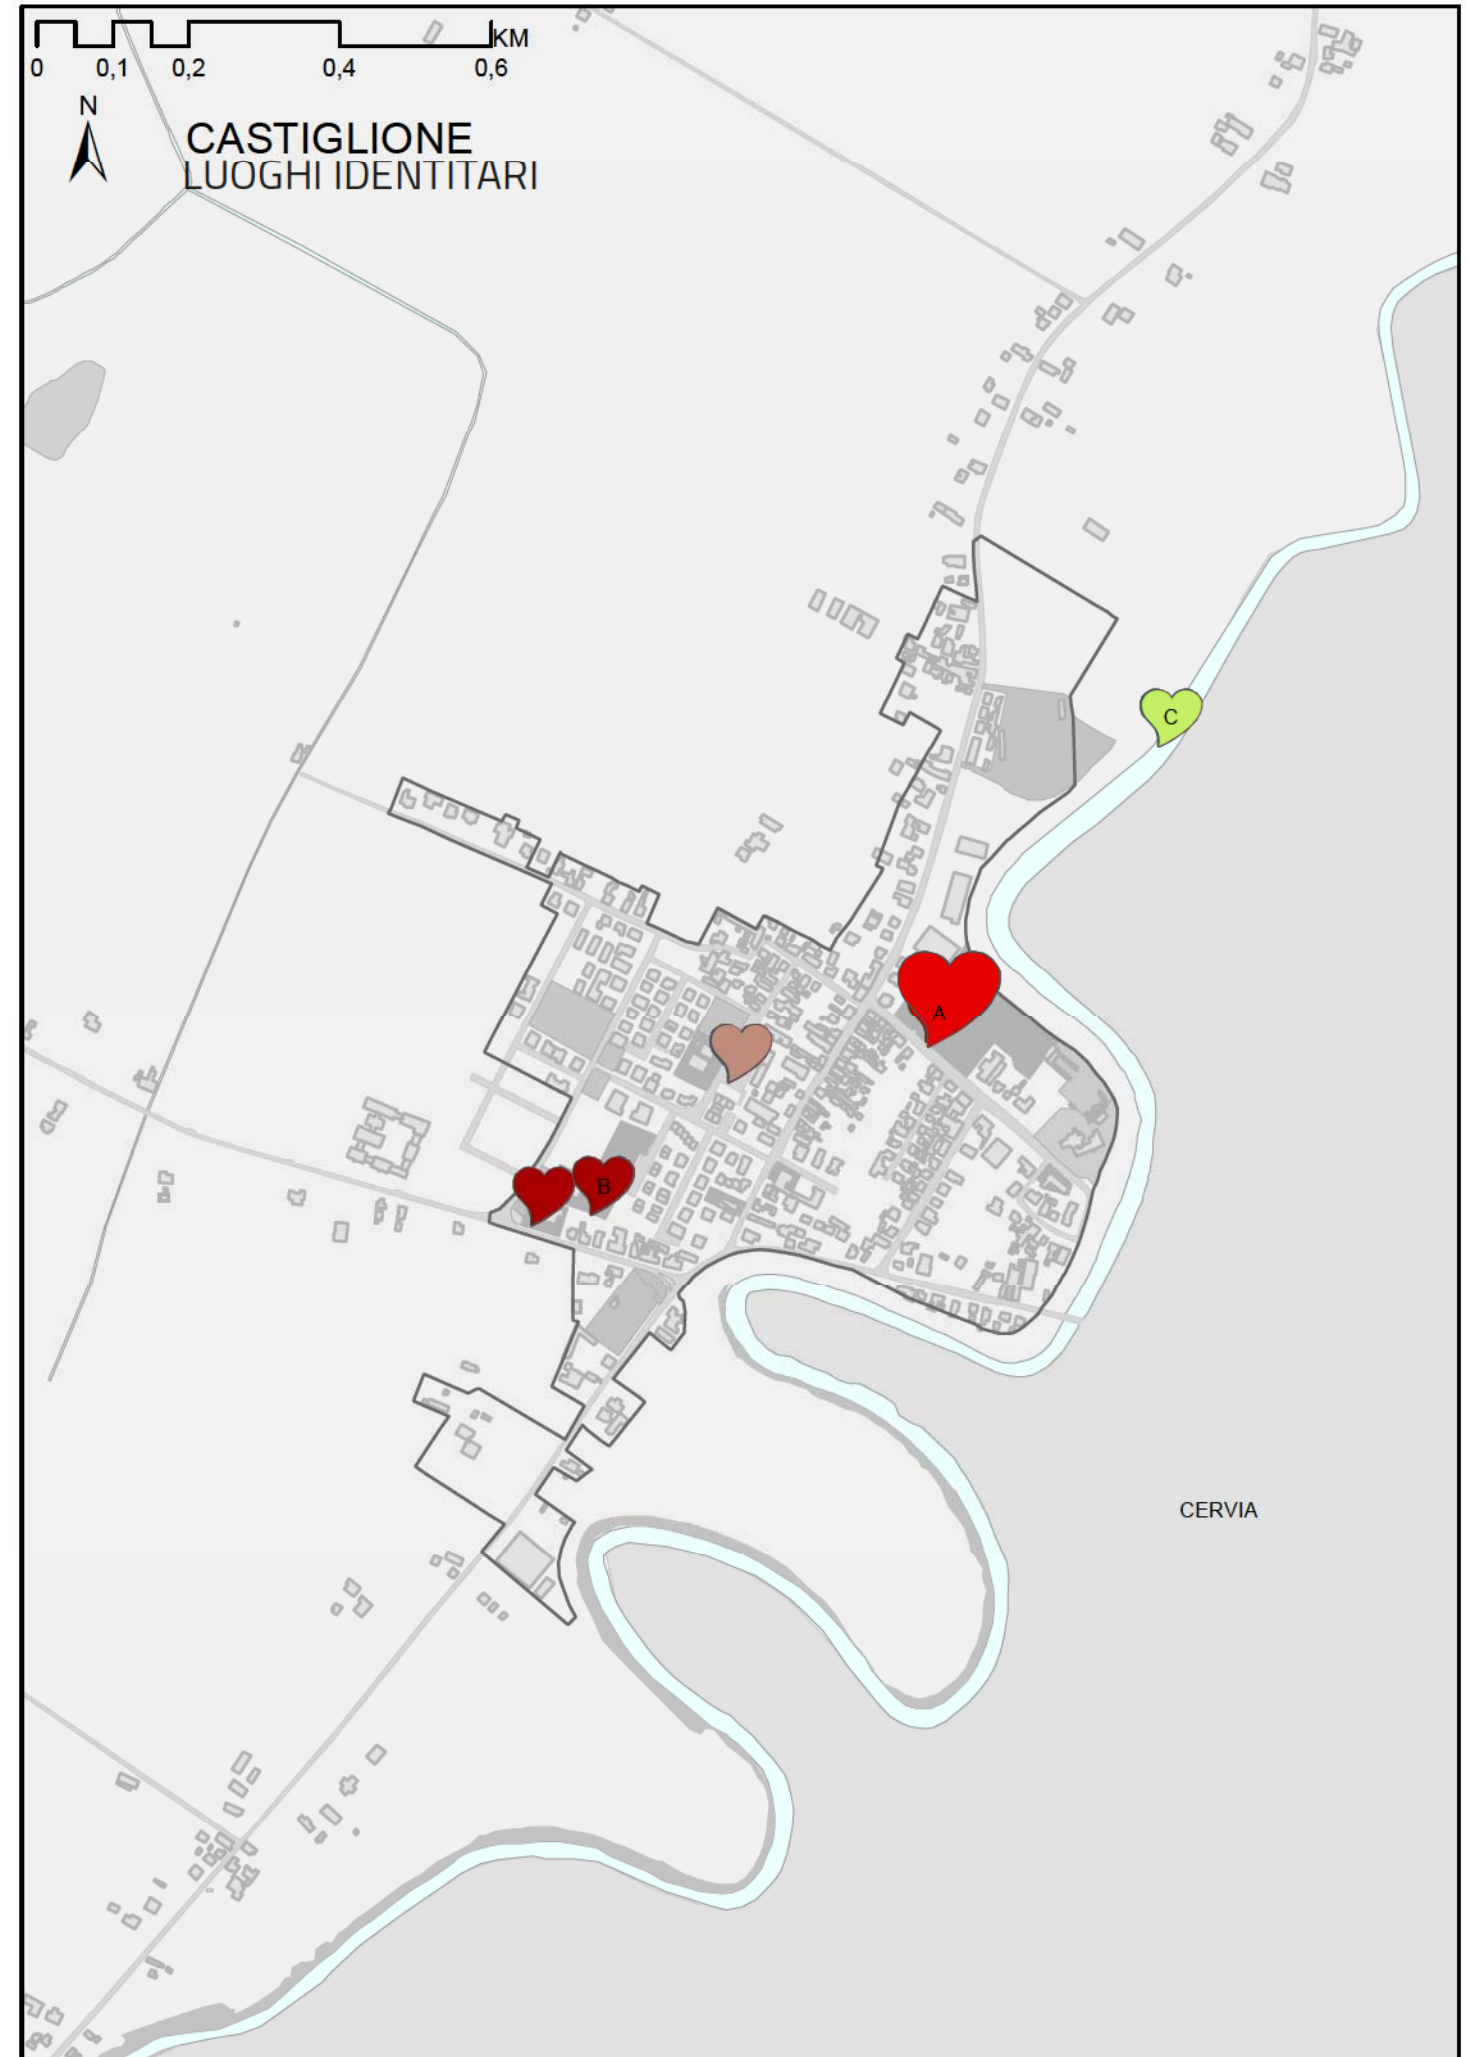 KM
0 0,1 0,2 0,4 0,6
N
CASTIGLIONE
LUOGHI IDENTITARI
C
A
B
CERVIA